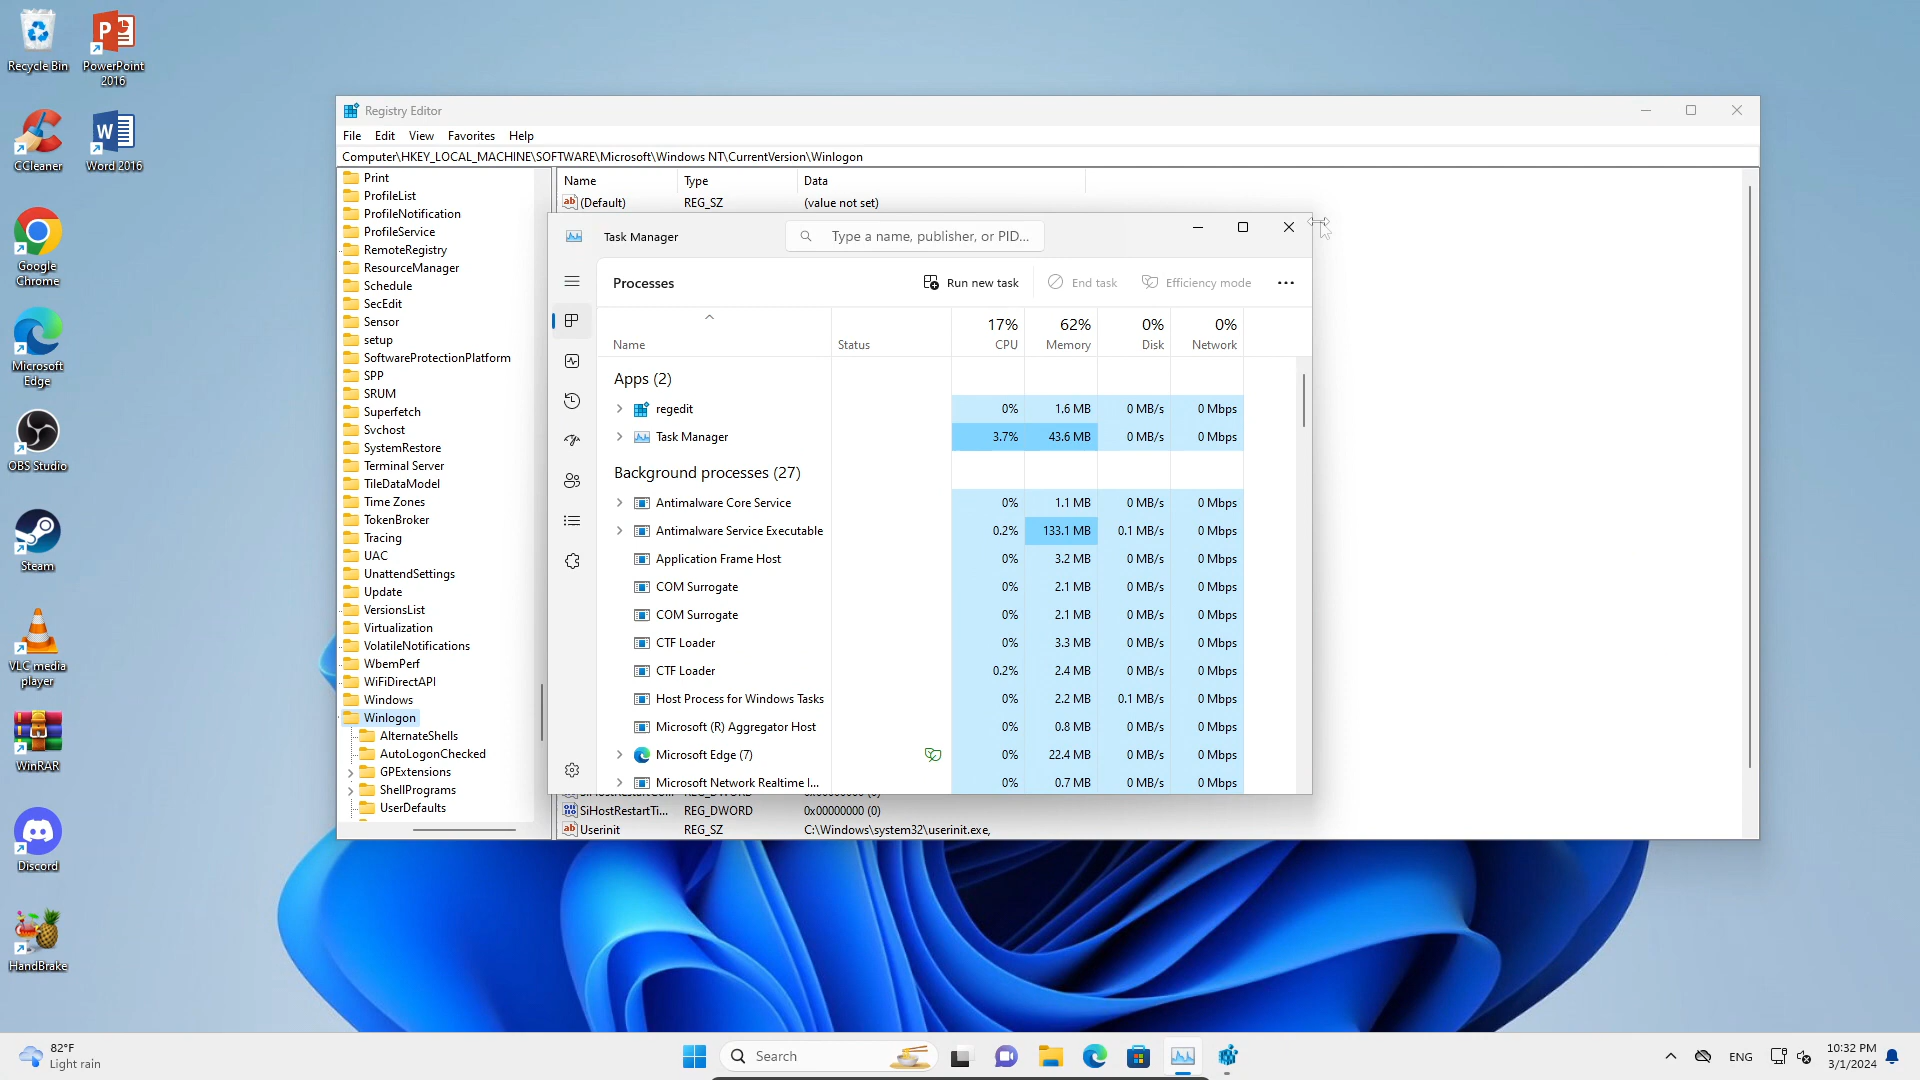 Recycle Bin
PowerPoint
2016
CCleaner
Word 2016
Google
Chrome
Microsoft
Edge
OBS Studio
Steam
VLC media
player
WinRAR
Discord
HandBrake
Registry Editor
File Edit View Favorites Help
Computer\HKEY_LOCAL_MACHINE\SOFTWARE\Microsoft\Windows NT\CurrentVersion\Winlogon
Print
ProfileList
ProfileNotification
ProfileService
RemoteRegistry
ResourceManager
Schedule
SecEdit
Sensor
setup
SoftwareProtectionPlatform
SPP
SRUM
Superfetch
Svchost
SystemRestore
Terminal Server
TileDataModel
Time Zones
TokenBroker
Tracing
UAC
UnattendSettings
Update
VersionsList
Virtualization
VolatileNotifications
WbemPerf
WiFiDirectAPI
Windows
Winlogon
AlternateShells
AutoLogonChecked
GPExtensions
ShellPrograms
UserDefaults
Name Type Data
(Default) REG_SZ (value not set)
Task Manager
Type a name, publisher, or PID...
Processes
Run new task End task Efficiency mode
17% 62% 0% 0%
Name Status CPU Memory Disk Network
Apps (2)
regedit 0% 1.6 MB 0 MB/s 0 Mbps
Task Manager 3.7% 43.6 MB 0 MB/s 0 Mbps
Background processes (27)
Antimalware Core Service 0% 1.1 MB 0 MB/s 0 Mbps
Antimalware Service Executable 0.2% 133.1 MB 0.1 MB/s 0 Mbps
Application Frame Host 0% 3.2 MB 0 MB/s 0 Mbps
COM Surrogate 0% 2.1 MB 0 MB/s 0 Mbps
COM Surrogate 0% 2.1 MB 0 MB/s 0 Mbps
CTF Loader 0% 3.3 MB 0 MB/s 0 Mbps
CTF Loader 0.2% 2.4 MB 0 MB/s 0 Mbps
Host Process for Windows Tasks 0% 2.2 MB 0.1 MB/s 0 Mbps
Microsoft (R) Aggregator Host 0% 0.8 MB 0 MB/s 0 Mbps
Microsoft Edge (7) 0% 22.4 MB 0 MB/s 0 Mbps
Microsoft Network Realtime I... 0% 0.7 MB 0 MB/s 0 Mbps
SiHostRestartCou... REG_DWORD 0x00000000 (0)
SiHostRestartTi... REG_DWORD 0x00000000 (0)
Userinit REG_SZ C:\Windows\system32\userinit.exe,
82°F
Light rain
Search
ENG
10:32 PM
3/1/2024